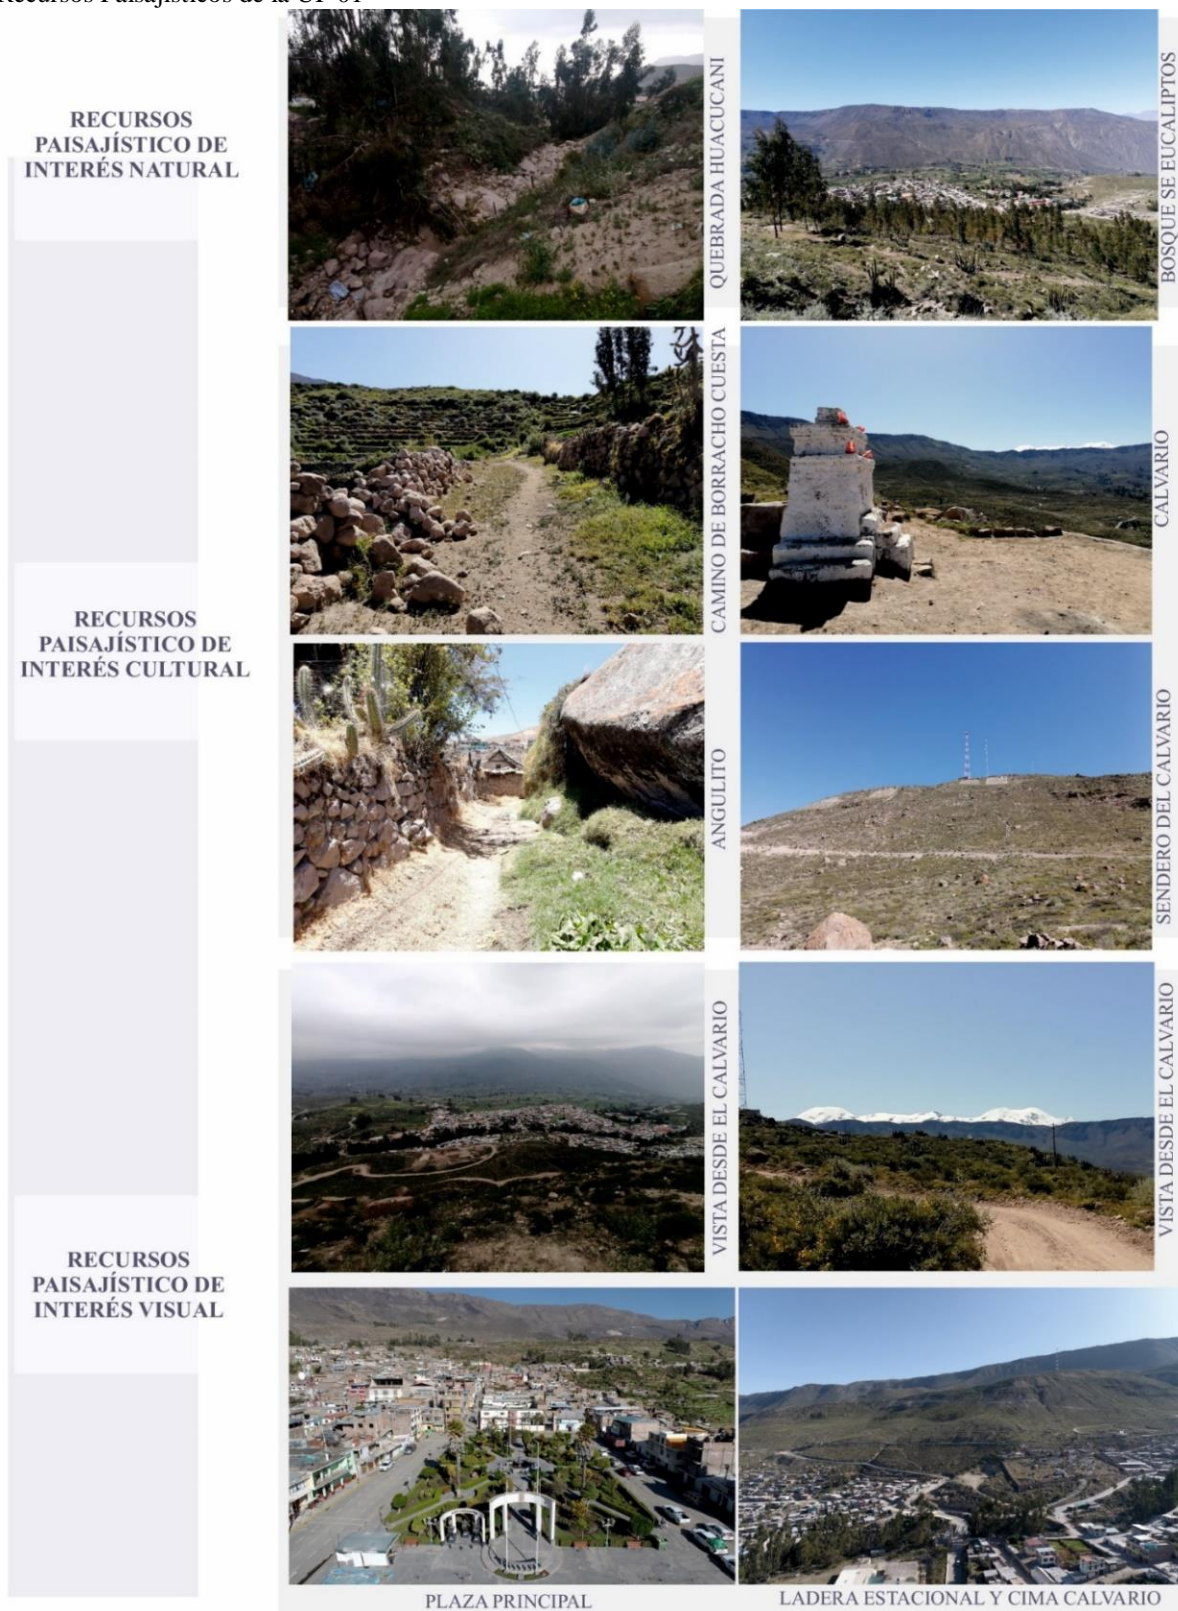 Recursos Paisajísticos de la UP 01
RECURSOS
PAISAJÍSTICO DE
INTERÉS NATURAL
QUEBRADA HUACUCANI
BOSQUE SE EUCALIPTOS
RECURSOS
PAISAJÍSTICO DE
INTERÉS CULTURAL
CAMINO DE BORRACHO CUESTA
CALVARIO
ANGULITO
SENDERO DEL CALVARIO
RECURSOS
PAISAJÍSTICO DE
INTERÉS VISUAL
VISTA DESDE EL CALVARIO
VISTA DESDE EL CALVARIO
PLAZA PRINCIPAL
LADERA ESTACIONAL Y CIMA CALVARIO